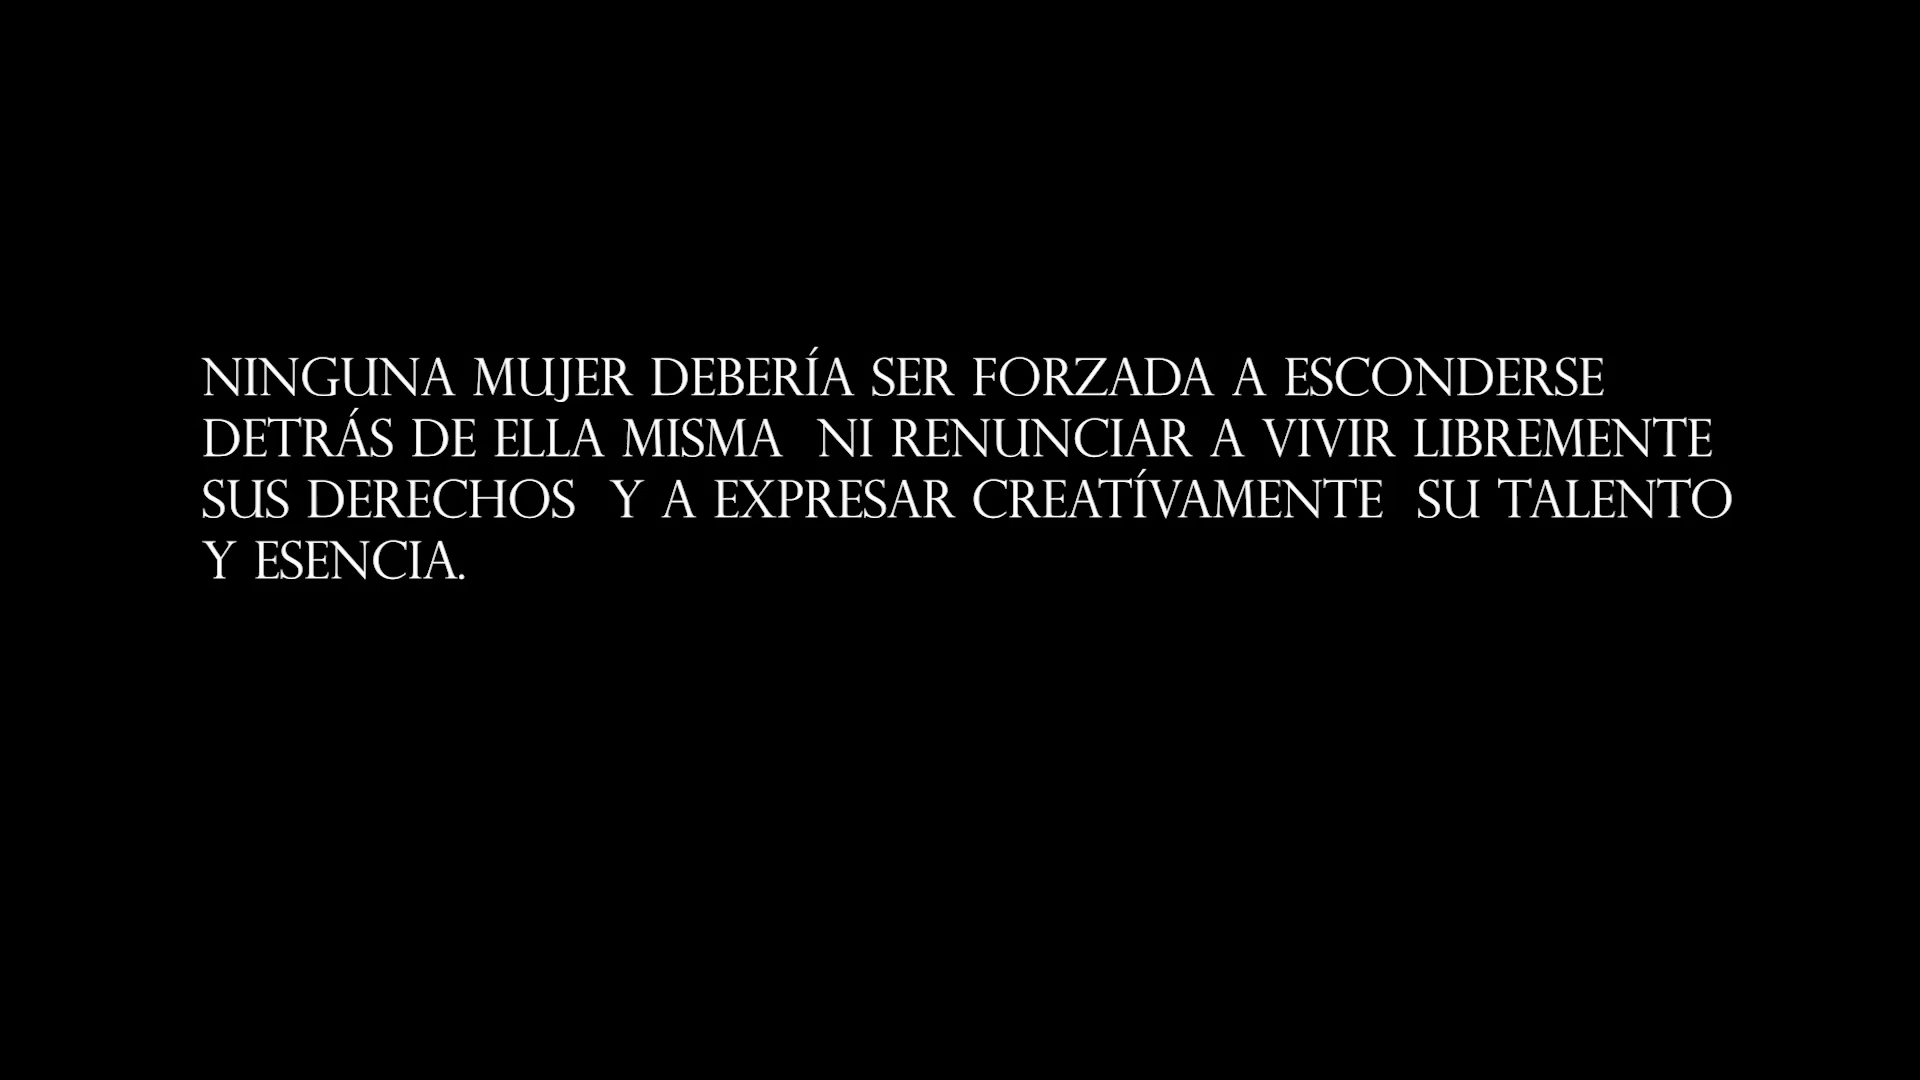 NINGUNA MUJER DEBERÍA SER FORZADA A ESCONDERSE
DETRÁS DE ELLA MISMA  NI RENUNCIAR A VIVIR LIBREMENTE
SUS DERECHOS  Y A EXPRESAR CREATÍVAMENTE  SU TALENTO
Y ESENCIA.